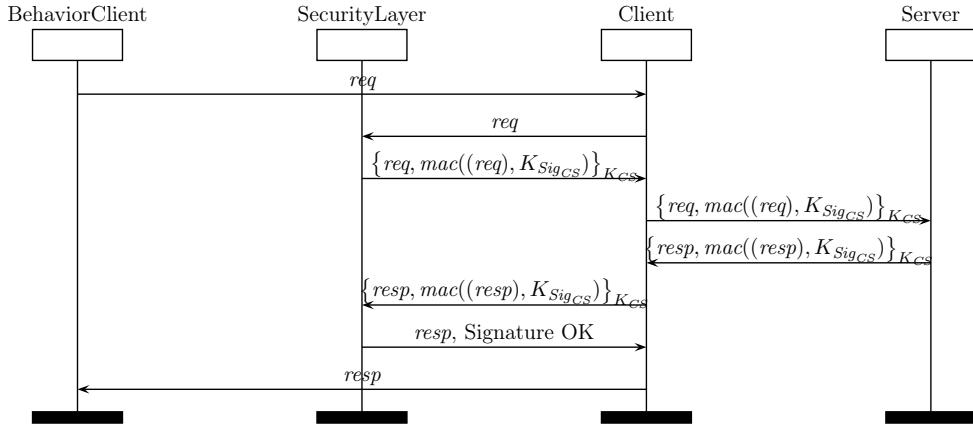 BehaviorClient SecurityLayer Client Server
req
req
{req, mac((req), K_{Sig_{CS}})}_{K_{CS}}
{req, mac((req), K_{Sig_{CS}})}_{K_{CS}}
{resp, mac((resp), K_{Sig_{CS}})}_{K_{CS}}
{resp, mac((resp), K_{Sig_{CS}})}_{K_{CS}}
resp, Signature OK
resp